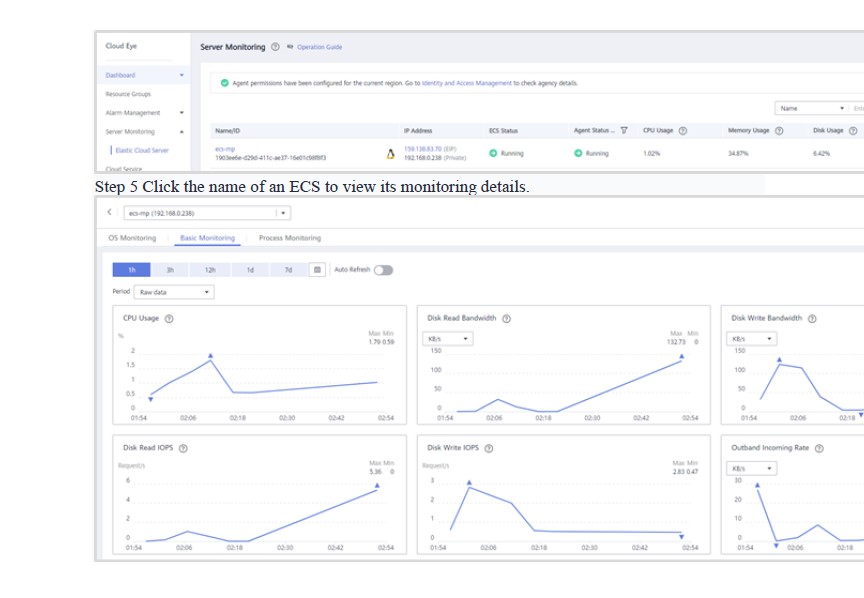 Cloud Eye
Server Monitoring Operation Guide
Dashboard
Agent permissions have been configured for the current region. Go to Identity and Access Management to check agency details.
Resource Groups
Name
Alarm Management
Server Monitoring
Name/ID IP Address ECS Status Agent Status ... CPU Usage Memory Usage Disk Usage
Elastic Cloud Server
ecs-mp 159.138.83.70 (EIP) Running Running 1.02% 34.87% 6.42%
192.168.0.238 (Private)
Cloud Service
Step 5 Click the name of an ECS to view its monitoring details.
ecs-mp (192.168.0.238)
OS Monitoring Basic Monitoring Process Monitoring
1h 3h 12h 1d 7d Auto Refresh
Period Raw data
CPU Usage
%
Max Min
1.79 0.59
2
1.5
1
0.5
0
01:54 02:06 02:18 02:30 02:42 02:54
Disk Read Bandwidth
KB/s
Max Min
132.73 0
150
100
50
0
01:54 02:06 02:18 02:30 02:42 02:54
Disk Write Bandwidth
KB/s
150
100
50
0
01:54 02:06 02:18
Disk Read IOPS
Request/s
Max Min
5.36 0
6
4
2
0
01:54 02:06 02:18 02:30 02:42 02:54
Disk Write IOPS
Request/s
Max Min
2.83 0.47
3
2
1
0
01:54 02:06 02:18 02:30 02:42 02:54
Outband Incoming Rate
KB/s
30
20
10
0
01:54 02:06 02:18